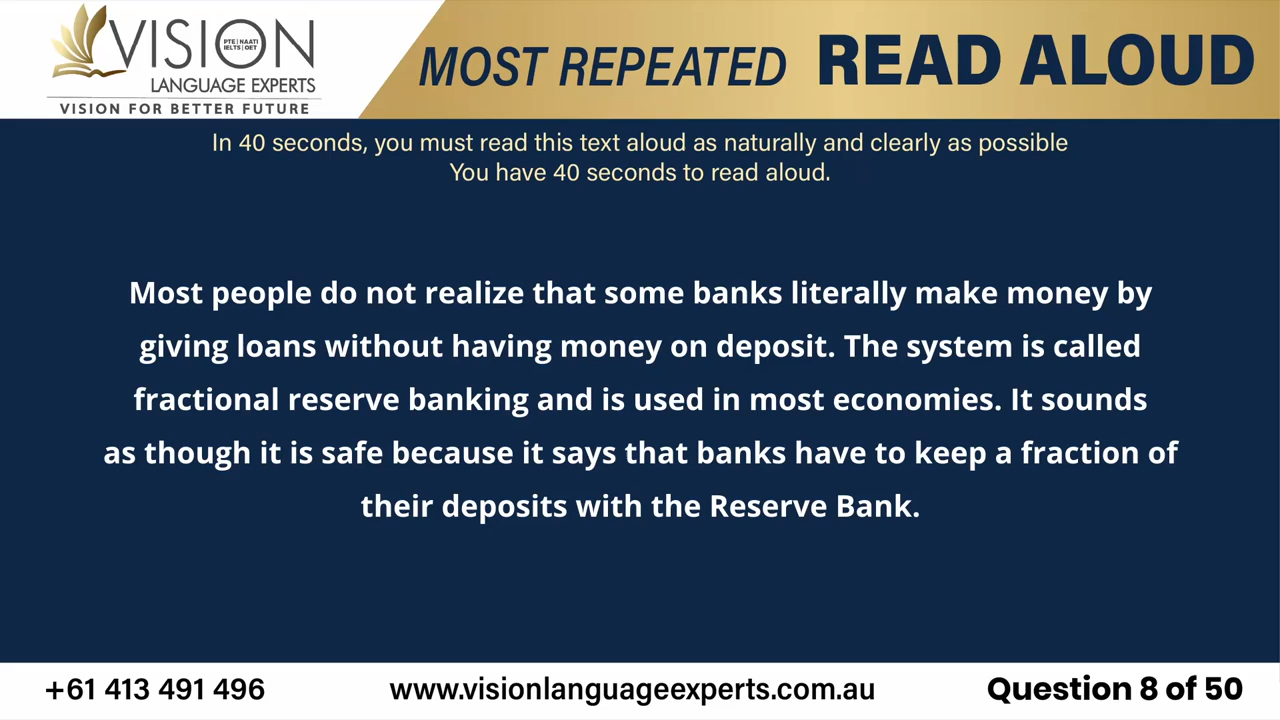 VISION
PTE | NAATI
IELTS | OET
LANGUAGE EXPERTS
VISION FOR BETTER FUTURE
MOST REPEATED READ ALOUD
In 40 seconds, you must read this text aloud as naturally and clearly as possible
You have 40 seconds to read aloud.
Most people do not realize that some banks literally make money by
giving loans without having money on deposit. The system is called
fractional reserve banking and is used in most economies. It sounds
as though it is safe because it says that banks have to keep a fraction of
their deposits with the Reserve Bank.
+61 413 491 496
www.visionlanguageexperts.com.au
Question 8 of 50